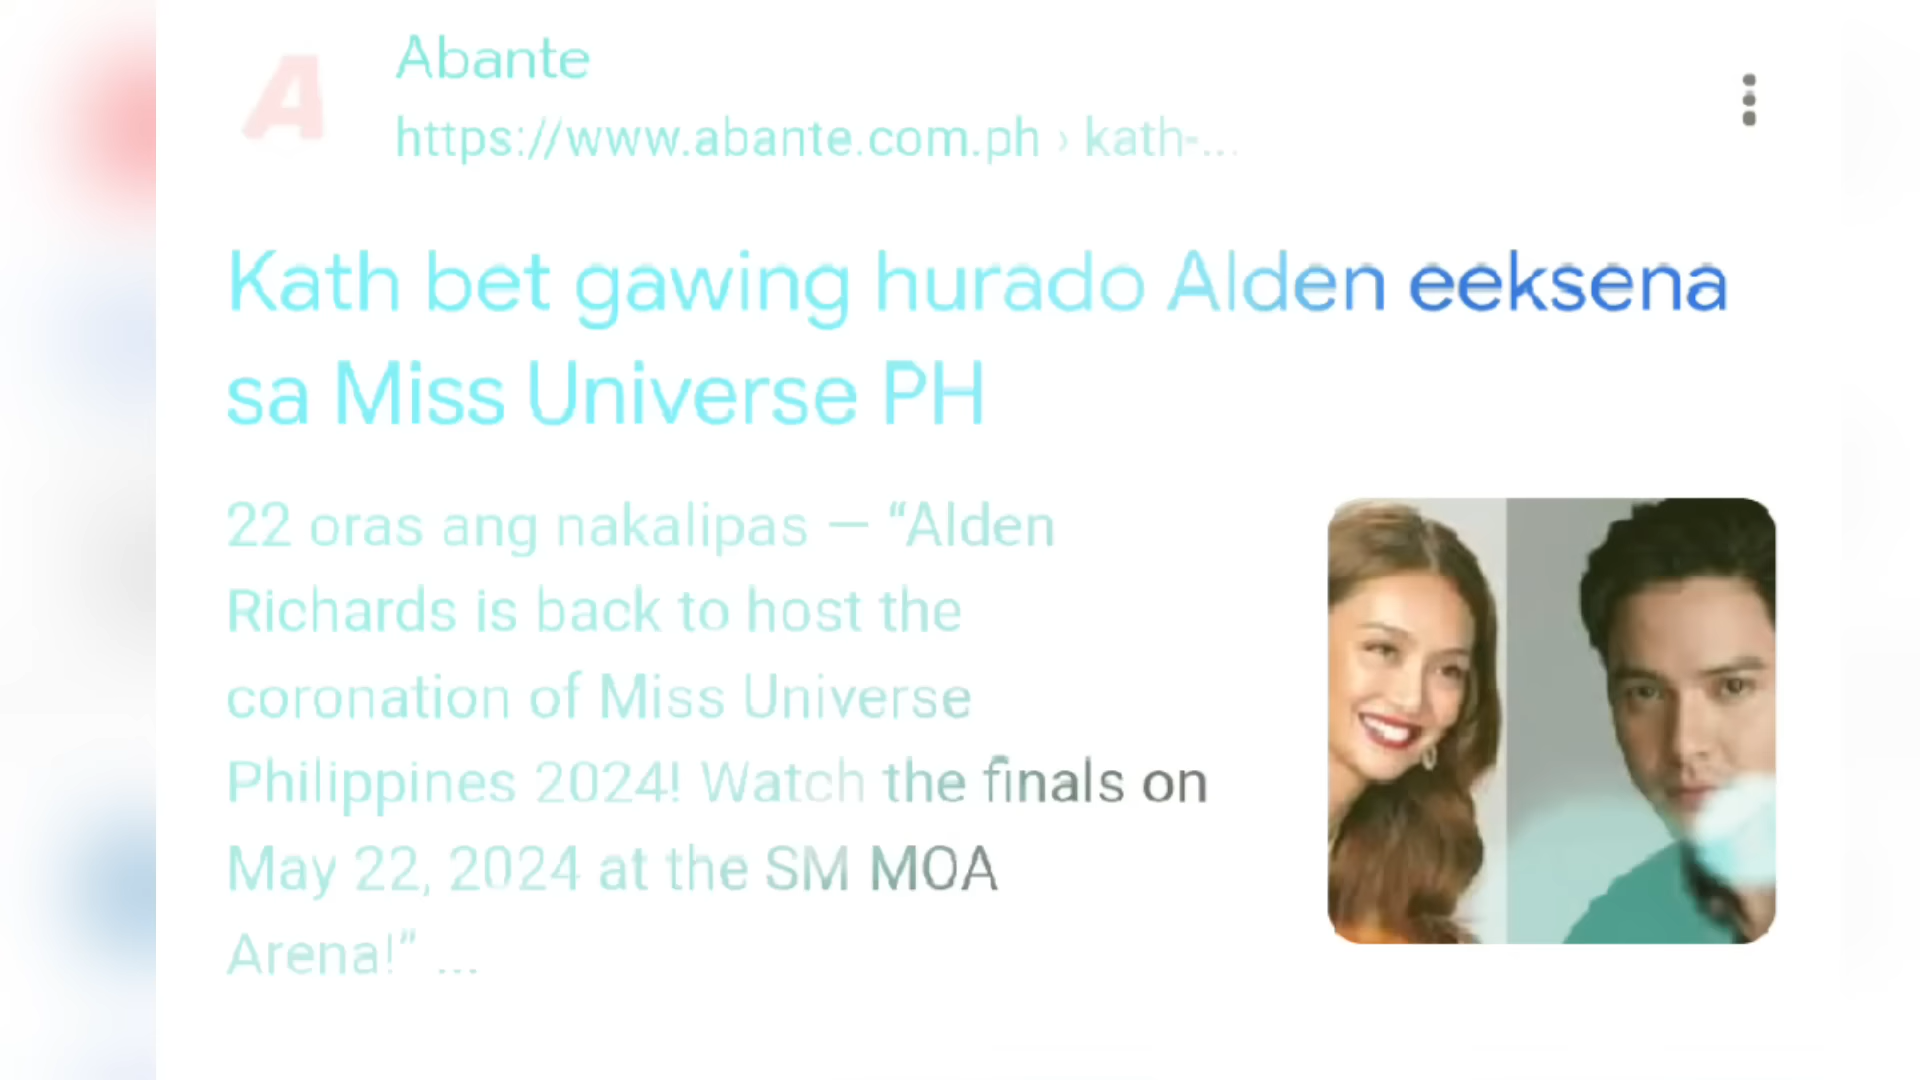 A
Abante
https://www.abante.com.ph › kath-...
Kath bet gawing hurado Alden eeksena
sa Miss Universe PH
22 oras ang nakalipas — “Alden
Richards is back to host the
coronation of Miss Universe
Philippines 2024! Watch the finals on
May 22, 2024 at the SM MOA
Arena!” ...